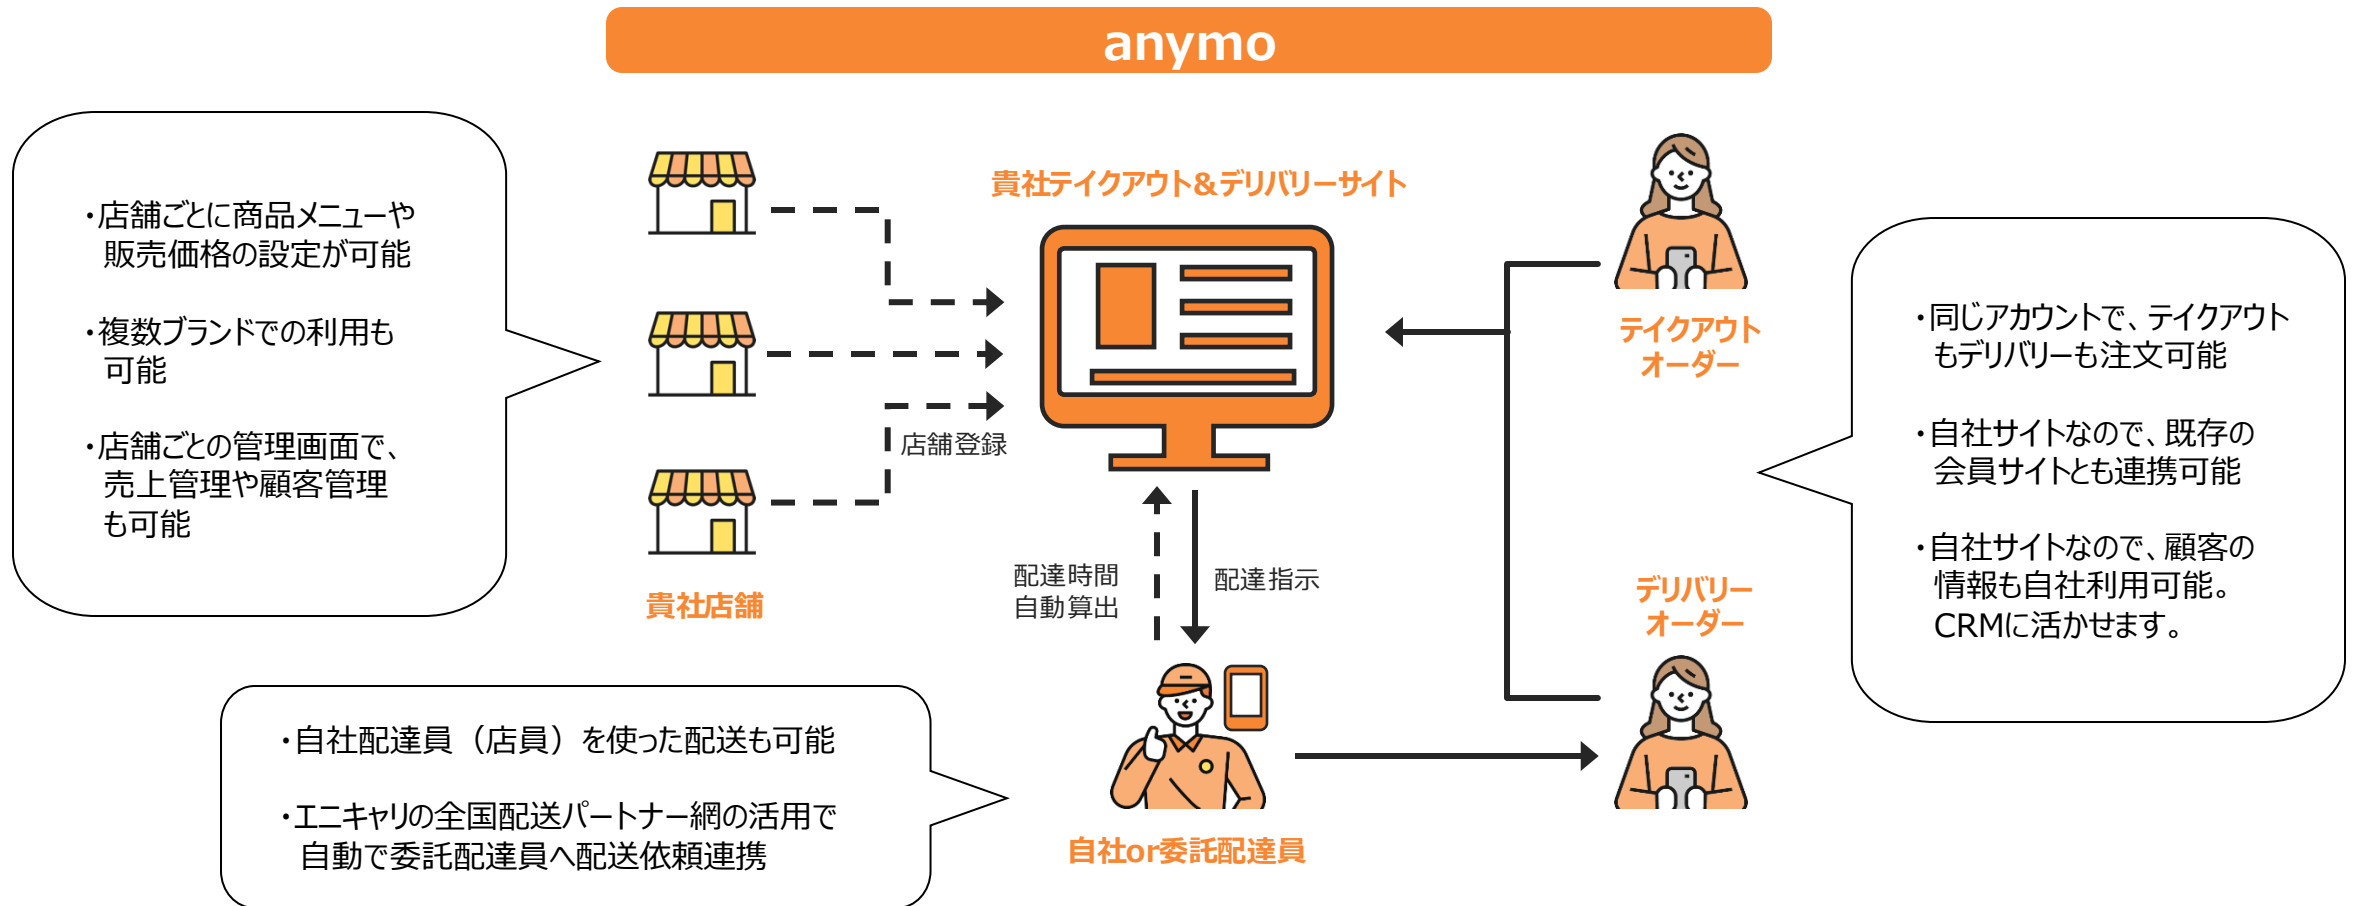 anymo
・店舗ごとに商品メニューや
販売価格の設定が可能
・複数ブランドでの利用も
可能
・店舗ごとの管理画面で、
売上管理や顧客管理
も可能
貴社店舗
貴社テイクアウト&デリバリーサイト
店舗登録
配達時間
自動算出
配達指示
テイクアウト
オーダー
デリバリー
オーダー
・同じアカウントで、テイクアウト
もデリバリーも注文可能
・自社サイトなので、既存の
会員サイトとも連携可能
・自社サイトなので、顧客の
情報も自社利用可能。
CRMに活かせます。
・自社配達員（店員）を使った配送も可能
・エニキャリの全国配送パートナー網の活用で
自動で委託配達員へ配送依頼連携
自社or委託配達員